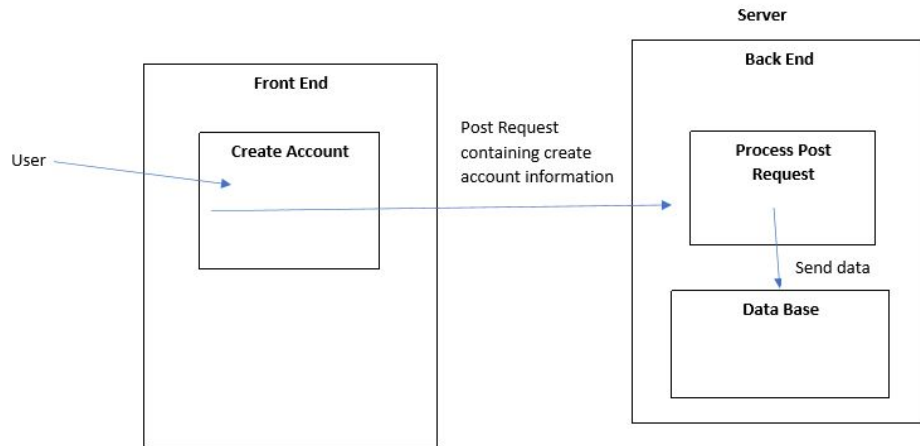 Server
Back End
Front End
Create Account
User
Post Request
containing create
account information
Process Post
Request
Send data
Data Base